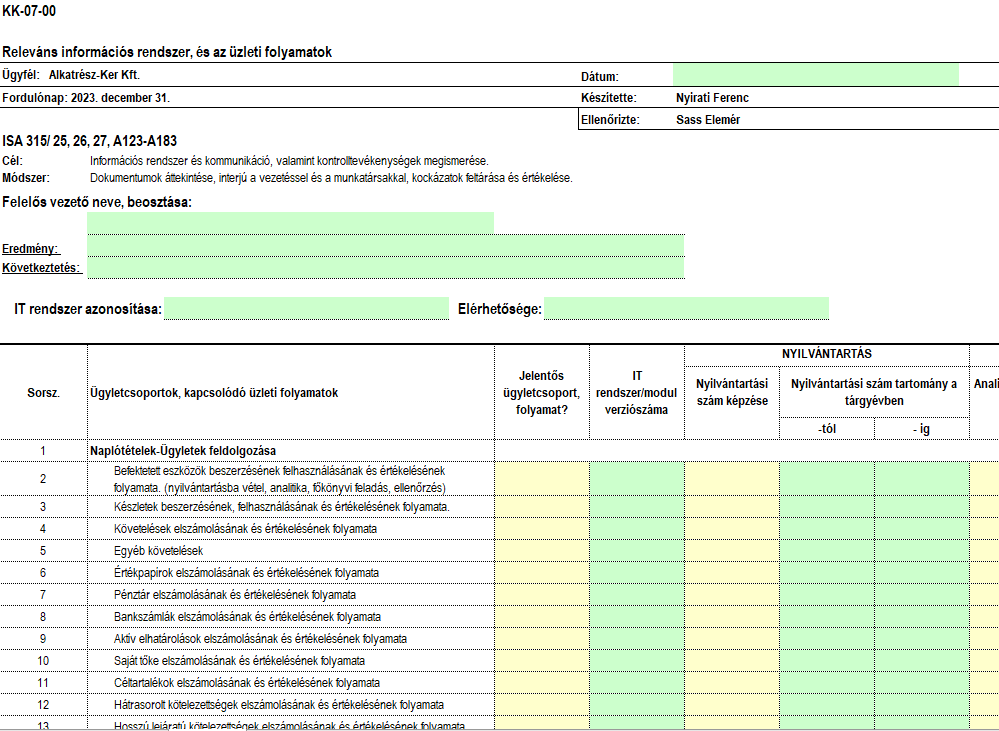 KK-07-00
Releváns információs rendszer, és az üzleti folyamatok
Ügyfél: Alkatrész-Ker Kft.
Dátum:
Fordulónap: 2023. december 31.
Készítette: Nyirati Ferenc
Ellenőrizte: Sass Elemér
ISA 315/ 25, 26, 27, A123-A183
Cél: Információs rendszer és kommunikáció, valamint kontrolltevékenységek megismerése.
Módszer: Dokumentumok áttekintése, interjú a vezetéssel és a munkatársakkal, kockázatok feltárása és értékelése.
Felelős vezető neve, beosztása:
Eredmény:
Következtetés:
IT rendszer azonosítása: Elérhetősége:
Sorsz.
Ügyletcsoportok, kapcsolódó üzleti folyamatok
Jelentős
ügyletcsoport,
folyamat?
IT
rendszer/modul
verziószáma
NYILVÁNTARTÁS
Nyilvántartási
szám képzése
Nyilvántartási szám tartomány a
tárgyévben
-tól
- ig
Anali
1 Naplótételek-Ügyletek feldolgozása
2 Befektetett eszközök beszerzésének felhasználásának és értékelésének
folyamata. (nyilvántartásba vétel, analitika, főkönyvi feladás, ellenőrzés)
3 Készletek beszerzésének, felhasználásának és értékelésének folyamata.
4 Követelések elszámolásának és értékelésének folyamata
5 Egyéb követelések
6 Értékpapírok elszámolásának és értékelésének folyamata
7 Pénztár elszámolásának és értékelésének folyamata
8 Bankszámlák elszámolásának és értékelésének folyamata
9 Aktív elhatárolások elszámolásának és értékelésének folyamata
10 Saját tőke elszámolásának és értékelésének folyamata
11 Céltartalékok elszámolásának és értékelésének folyamata
12 Hátrasorolt kötelezettségek elszámolásának és értékelésének folyamata
13 Hosszú lejáratú kötelezettségek elszámolásának és értékelésének folyamata